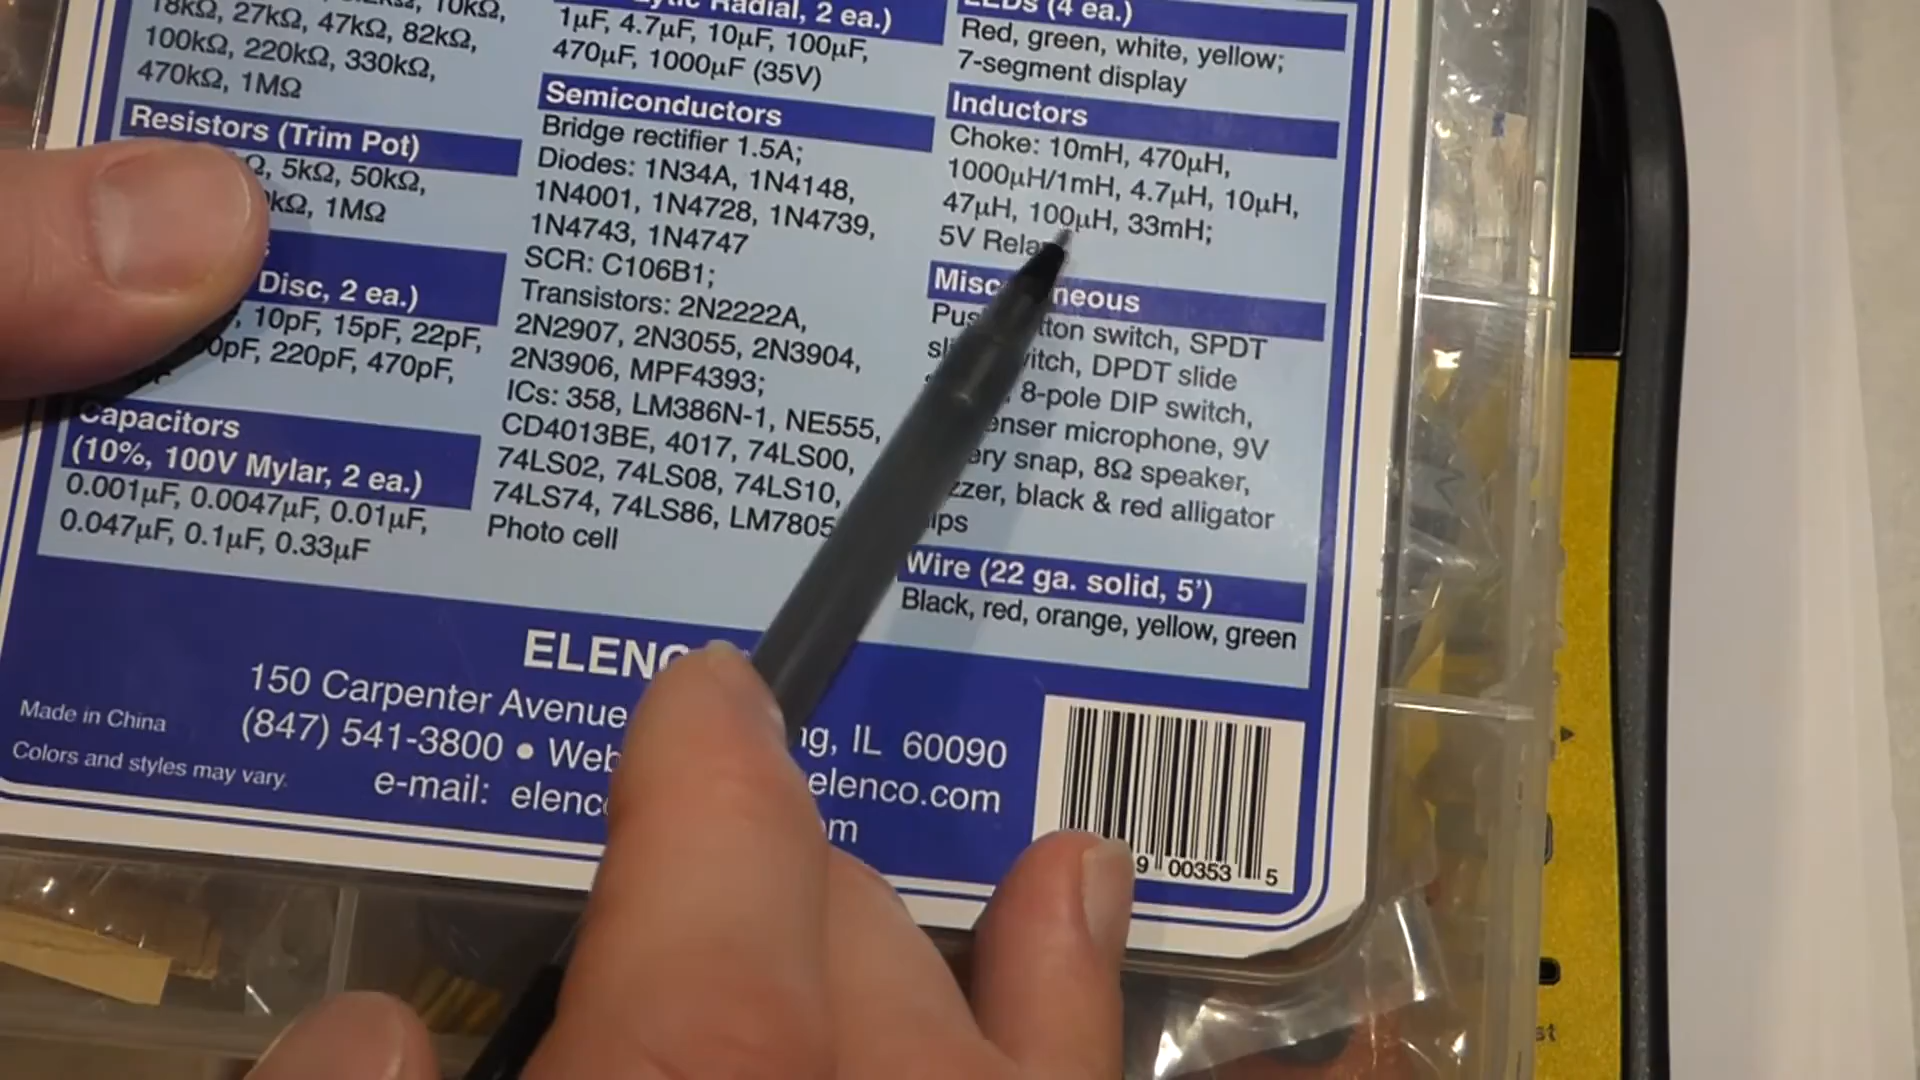 10kΩ,
18kΩ, 27kΩ, 47kΩ, 82kΩ,
100kΩ, 220kΩ, 330kΩ,
470kΩ, 1MΩ
Resistors (Trim Pot)
5kΩ, 50kΩ,
1MΩ
Disc, 2 ea.)
10pF, 15pF, 22pF,
220pF, 470pF,
Capacitors
(10%, 100V Mylar, 2 ea.)
0.001µF, 0.0047µF, 0.01µF,
0.047µF, 0.1µF, 0.33µF
Radial, 2 ea.)
1µF, 4.7µF, 10µF, 100µF,
470µF, 1000µF (35V)
Semiconductors
Bridge rectifier 1.5A;
Diodes: 1N34A, 1N4148,
1N4001, 1N4728, 1N4739,
1N4743, 1N4747
SCR: C106B1;
Transistors: 2N2222A,
2N2907, 2N3055, 2N3904,
2N3906, MPF4393;
ICs: 358, LM386N-1, NE555,
CD4013BE, 4017, 74LS00,
74LS02, 74LS08, 74LS10,
74LS74, 74LS86, LM7805
Photo cell
LEDs (4 ea.)
Red, green, white, yellow;
7-segment display
Inductors
Choke: 10mH, 470µH,
1000µH/1mH, 4.7µH, 10µH,
47µH, 100µH, 33mH;
5V Relay
Miscellaneous
switch, SPDT
DPDT slide
8-pole DIP switch,
microphone, 9V
snap, 8Ω speaker,
black & red alligator
Wire (22 ga. solid, 5')
Black, red, orange, yellow, green
ELENCO
150 Carpenter Avenue IL 60090
(847) 541-3800 • Web elenco.com
e-mail: elenco
Made in China
Colors and styles may vary.
9 00353 5